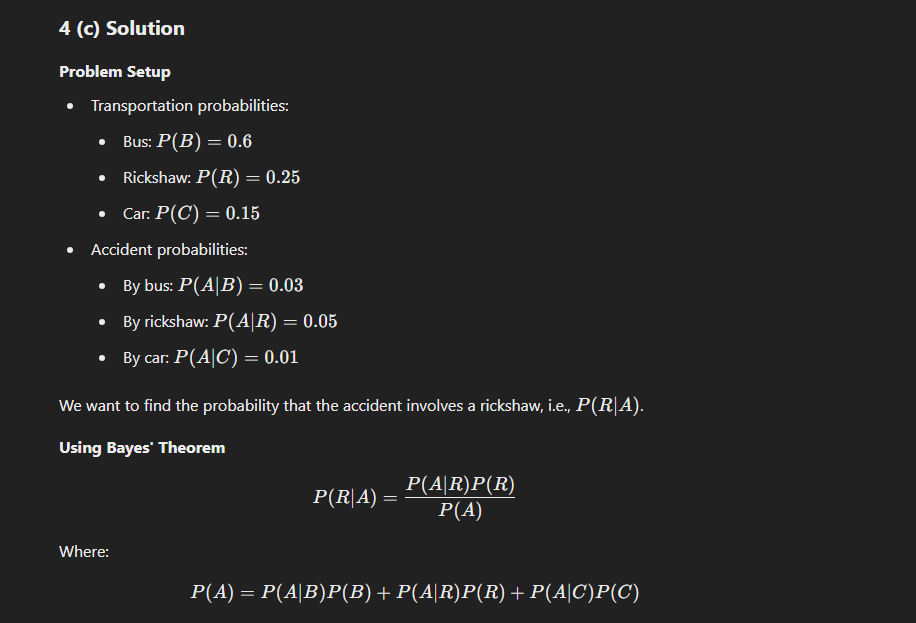 4 (c) Solution
Problem Setup
• Transportation probabilities:
• Bus: P(B) = 0.6
• Rickshaw: P(R) = 0.25
• Car: P(C) = 0.15
• Accident probabilities:
• By bus: P(A|B) = 0.03
• By rickshaw: P(A|R) = 0.05
• By car: P(A|C) = 0.01
We want to find the probability that the accident involves a rickshaw, i.e., P(R|A).
Using Bayes' Theorem
P(R|A) = P(A|R)P(R) / P(A)
Where:
P(A) = P(A|B)P(B) + P(A|R)P(R) + P(A|C)P(C)